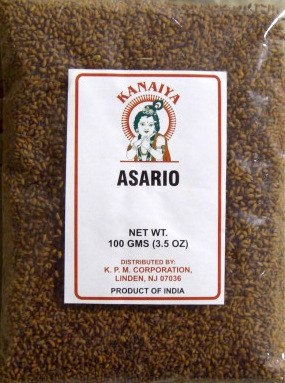 KANAIYA
ASARIO
NET WT.
100 GMS (3.5 OZ)
DISTRIBUTED BY:
K. P. M. CORPORATION,
LINDEN, NJ 07036
PRODUCT OF INDIA